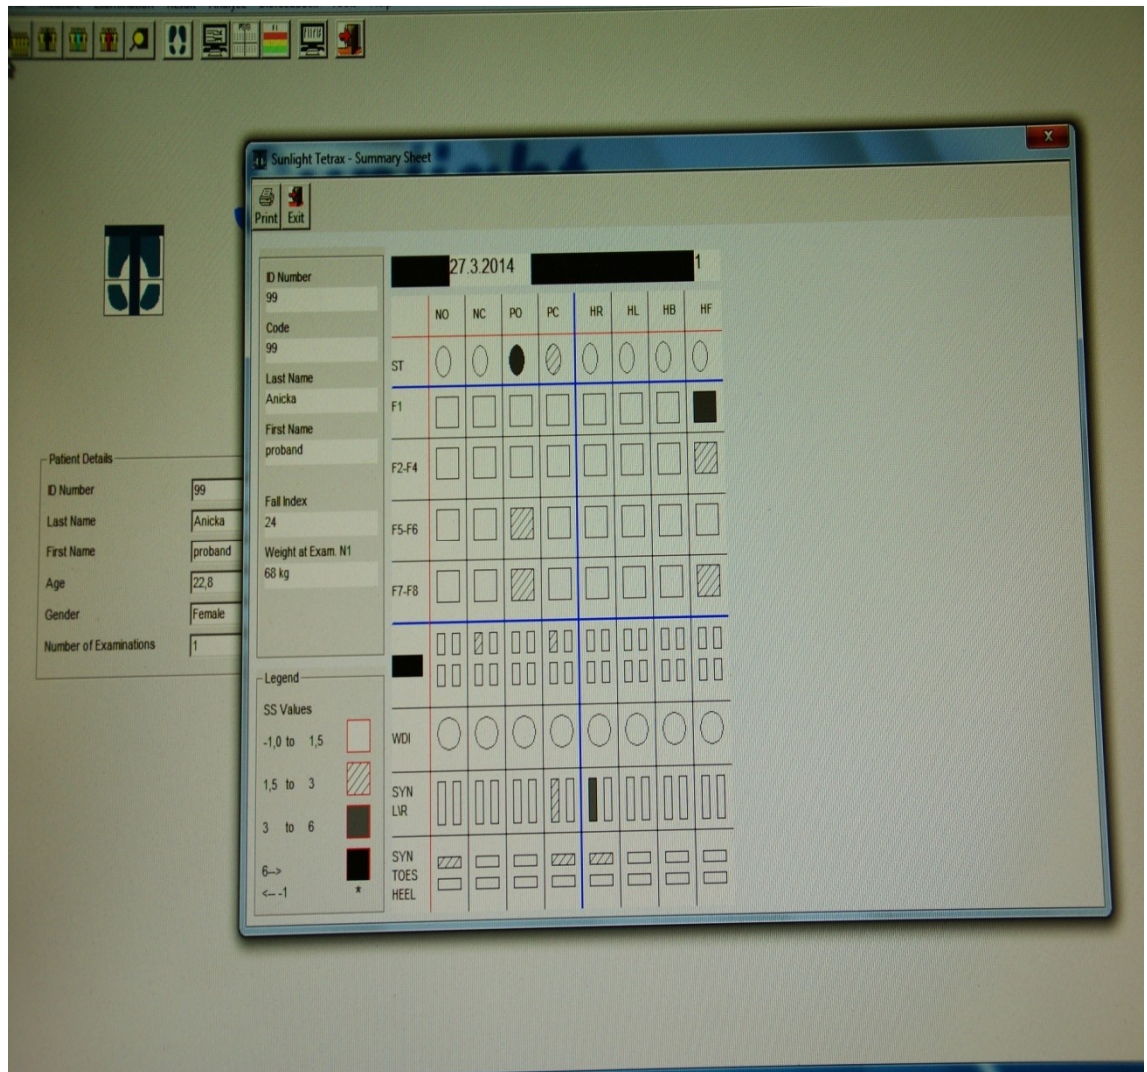 Sunlight Tetrax - Summary Sheet
X
Print Exit
ID Number
99
Code
99
Last Name
Anicka
First Name
proband
Fall Index
24
Weight at Exam. N1
68 kg
Legend
SS Values
-1,0 to 1,5
1,5 to 3
3 to 6
6-->
<-- -1 *
27.3.2014 1
NO NC PO PC HR HL HB HF
ST
F1
F2-F4
F5-F6
F7-F8
WDI
SYN
L\R
SYN
TOES
HEEL
Patient Details
ID Number 99
Last Name Anicka
First Name proband
Age 22,8
Gender Female
Number of Examinations 1